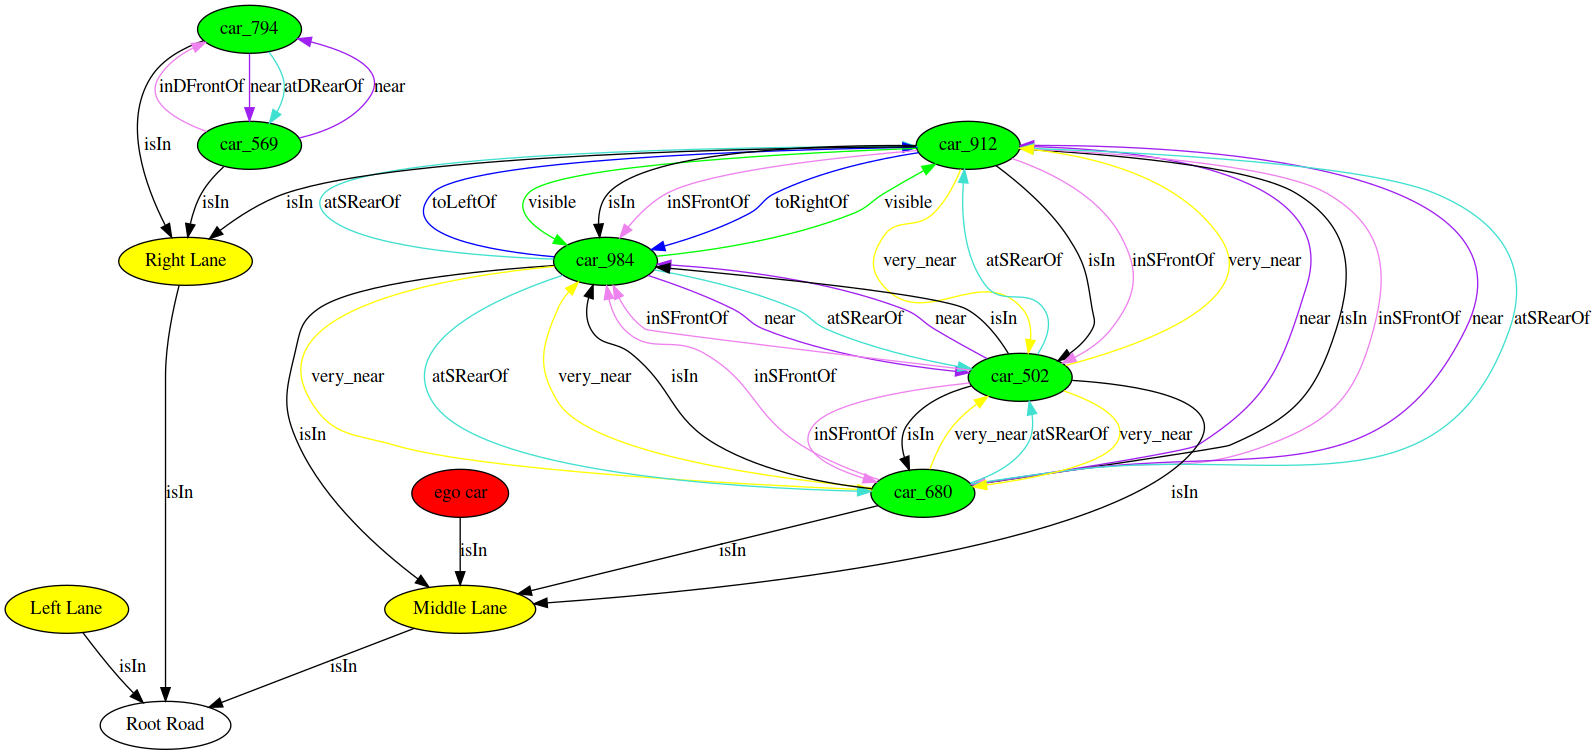 car_794
inDFrontOf near atDRearOf near
isIn car_569 car_912
isIn isIn atSRearOf toLeftOf visible isIn inSFrontOf toRightOf visible
Right Lane car_984 very_near atSRearOf isIn inSFrontOf very_near
inSFrontOf near atSRearOf near isIn near isIn inSFrontOf near atSRearOf
very_near atSRearOf very_near isIn inSFrontOf car_502
isIn inSFrontOf isIn very_near atSRearOf very_near
isIn ego car car_680 isIn
isIn isIn
Left Lane Middle Lane
isIn isIn
Root Road